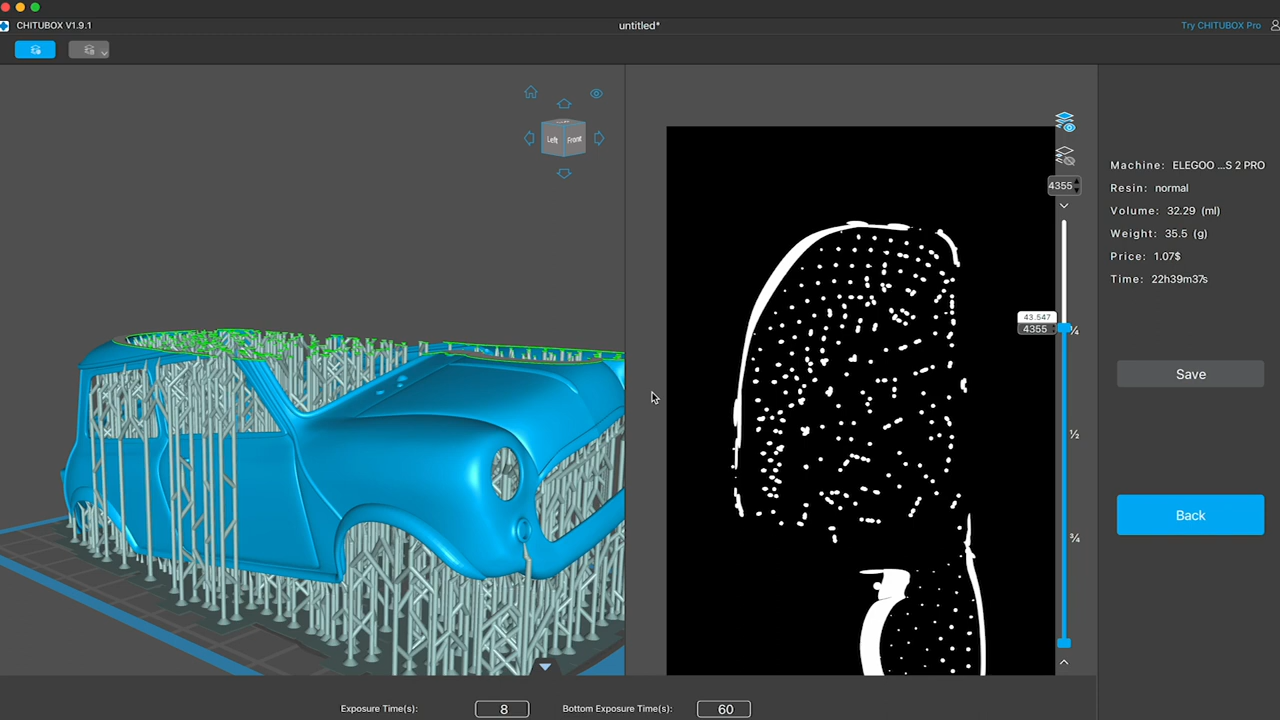 CHITUBOX V1.9.1
untitled*
Try CHITUBOX Pro
Left
Front
4355
43.547
4355
¼
½
¾
Machine: ELEGOO ...S 2 PRO
Resin: normal
Volume: 32.29 (ml)
Weight: 35.5 (g)
Price: 1.07$
Time: 22h39m37s
Save
Back
Exposure Time(s): 8
Bottom Exposure Time(s): 60